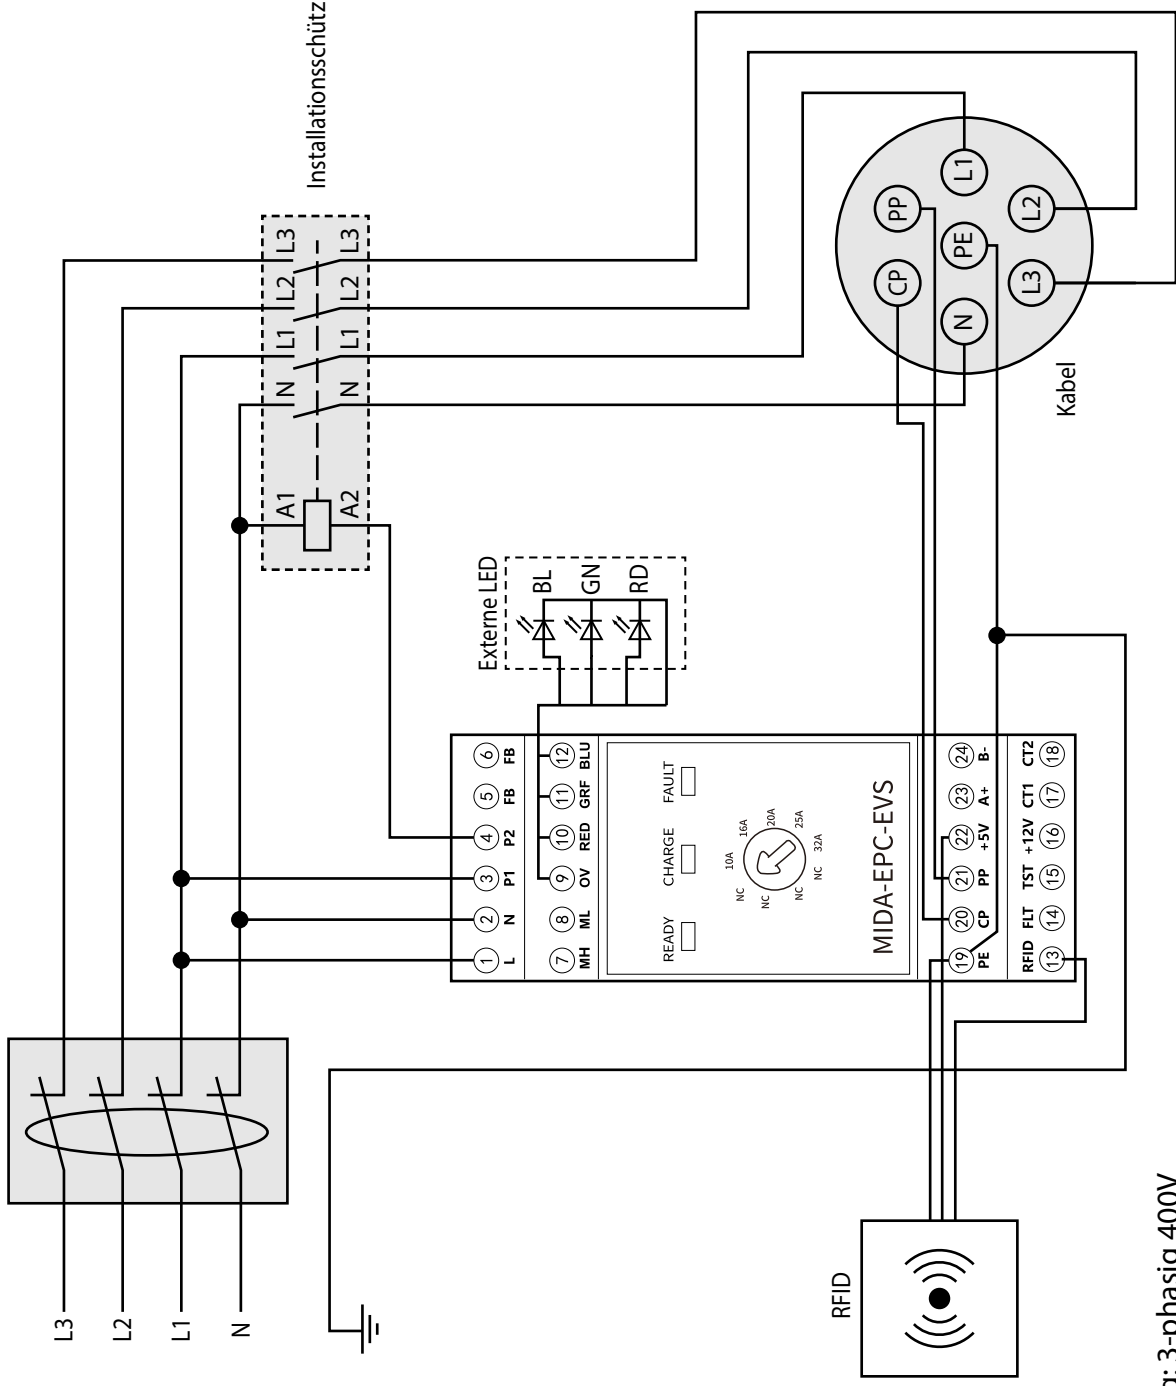 L3
L2
L1
N
Installationsschütz
A1
N
L1
L2
L3
A2
N
L1
L2
L3
Externe LED
BL
GN
RD
1 2 3 4 5 6
L N P1 P2 FB FB
7 8 9 10 11 12
MH ML OV RED GRF BLU
READY CHARGE FAULT
NC
NC
10A
16A
20A
25A
32A
NC
NC
MIDA-EPC-EVS
19 20 21 22 23 24
PE CP PP +5V A+ B-
RFID FLT TST +12V CT1 CT2
13 14 15 16 17 18
RFID
CP
PP
N
PE
L1
L3
L2
Kabel
3-phasig 400V